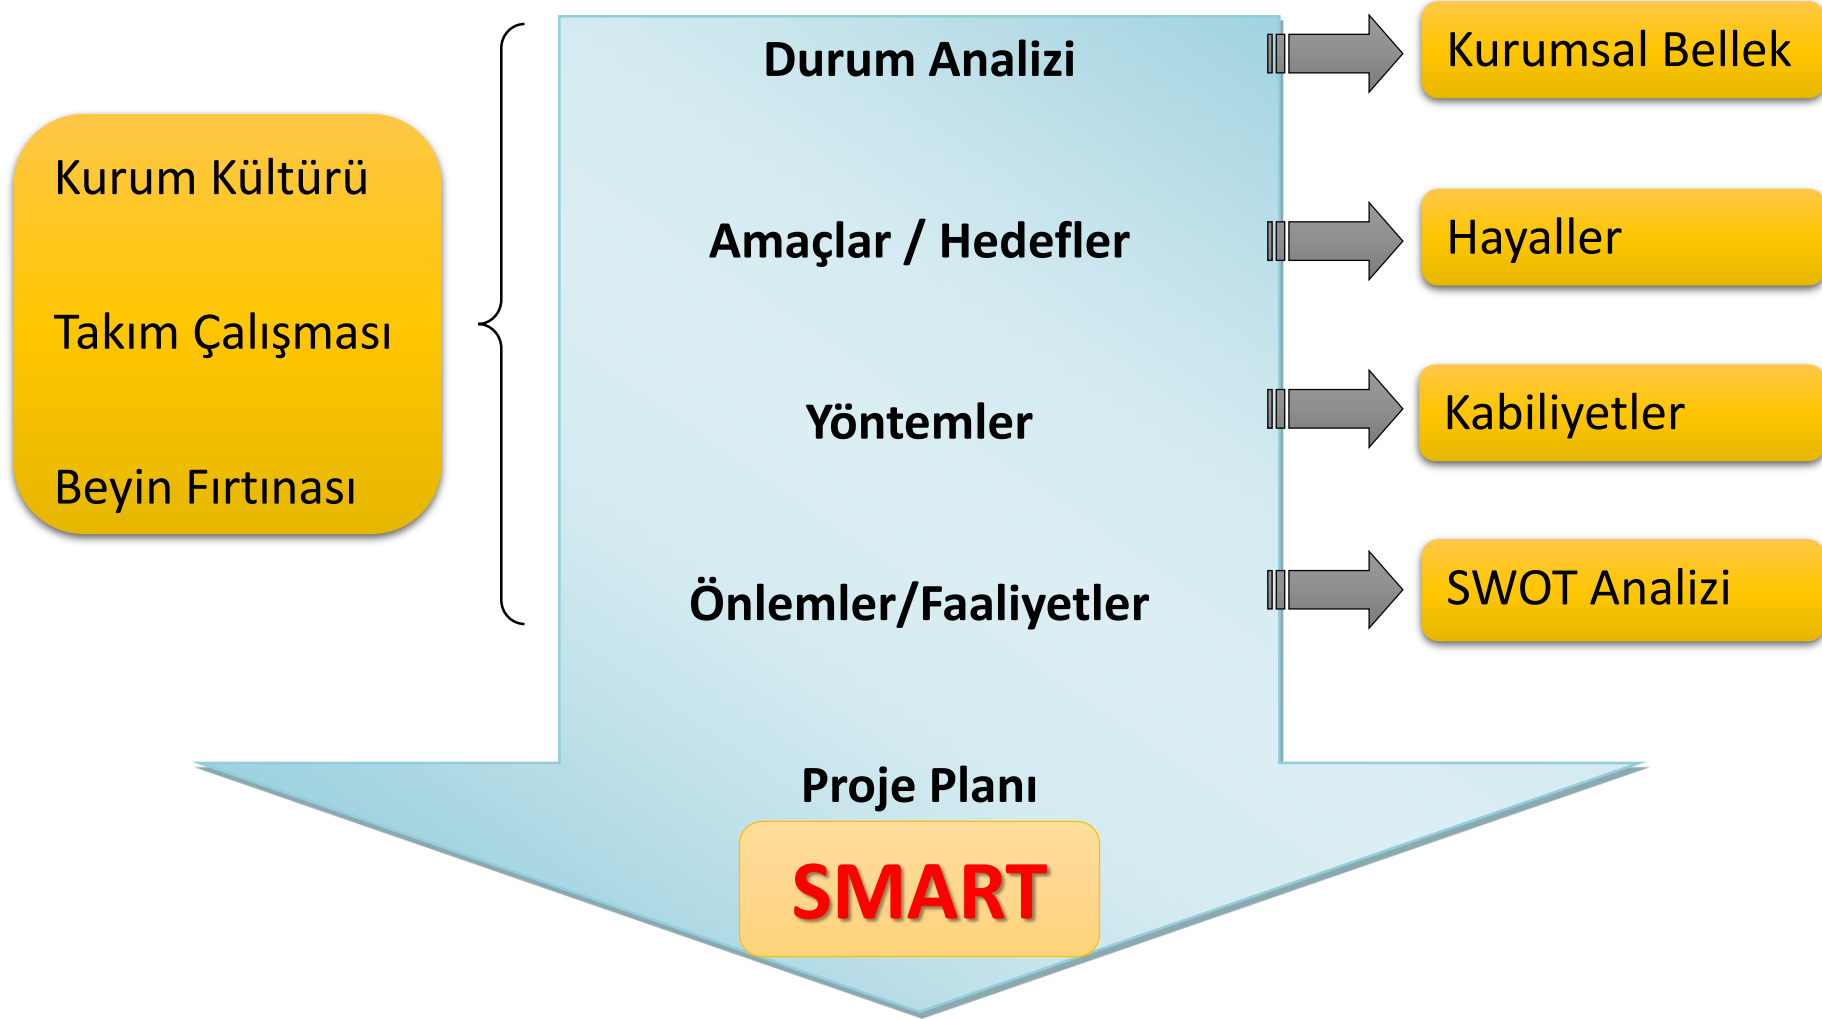 Kurum Kültürü
Takım Çalışması
Beyin Fırtınası
Durum Analizi
Amaçlar / Hedefler
Yöntemler
Önlemler/Faaliyetler
Proje Planı
SMART
Kurumsal Bellek
Hayaller
Kabiliyetler
SWOT Analizi